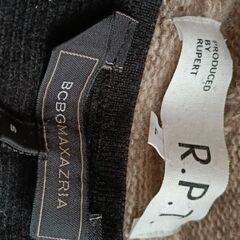 BCBGMAXAZRIA
S
PRODUCED
BY
RUPERT
R.P.